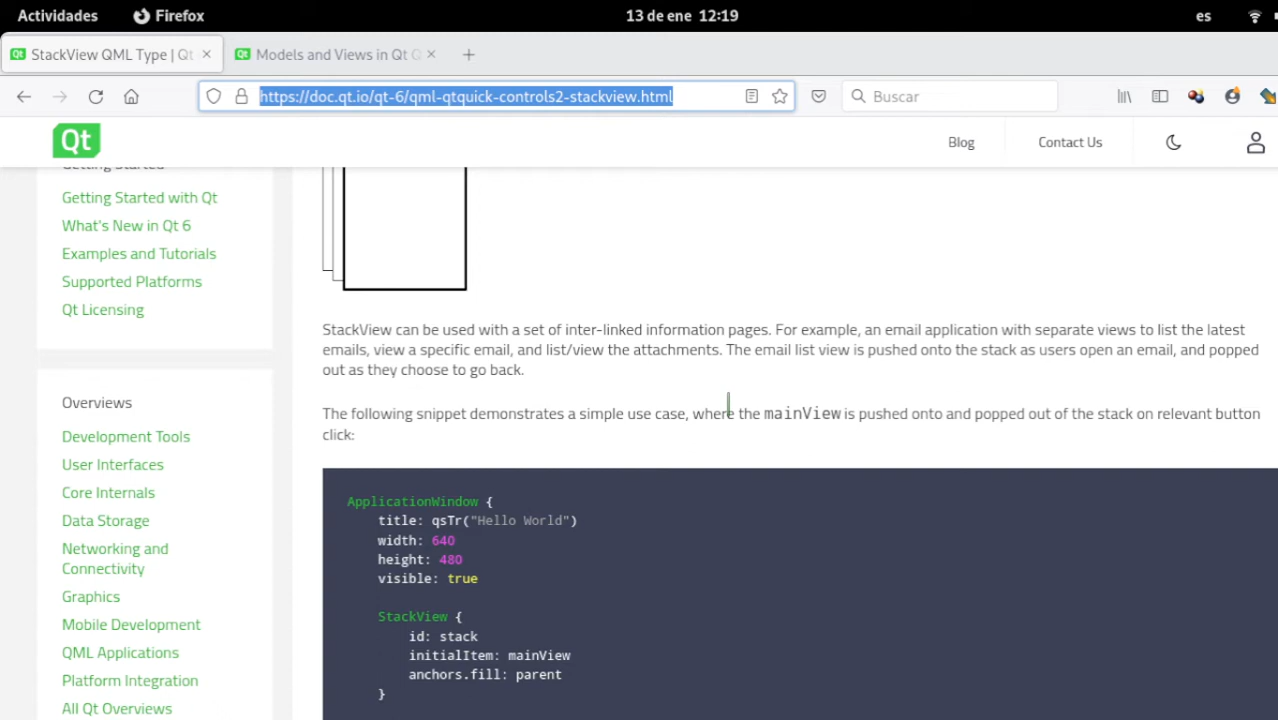 Actividades
Firefox
13 de ene 12:19
es
StackView QML Type | Qt
Models and Views in Qt Q
https://doc.qt.io/qt-6/qml-qtquick-controls2-stackview.html
Buscar
Qt
Blog
Contact Us
Getting Started
Getting Started with Qt
What's New in Qt 6
Examples and Tutorials
Supported Platforms
Qt Licensing
Overviews
Development Tools
User Interfaces
Core Internals
Data Storage
Networking and
Connectivity
Graphics
Mobile Development
QML Applications
Platform Integration
All Qt Overviews
StackView can be used with a set of inter-linked information pages. For example, an email application with separate views to list the latest
emails, view a specific email, and list/view the attachments. The email list view is pushed onto the stack as users open an email, and popped
out as they choose to go back.
The following snippet demonstrates a simple use case, where the mainView is pushed onto and popped out of the stack on relevant button
click:
ApplicationWindow {
title: qsTr("Hello World")
width: 640
height: 480
visible: true
StackView {
id: stack
initialItem: mainView
anchors.fill: parent
}